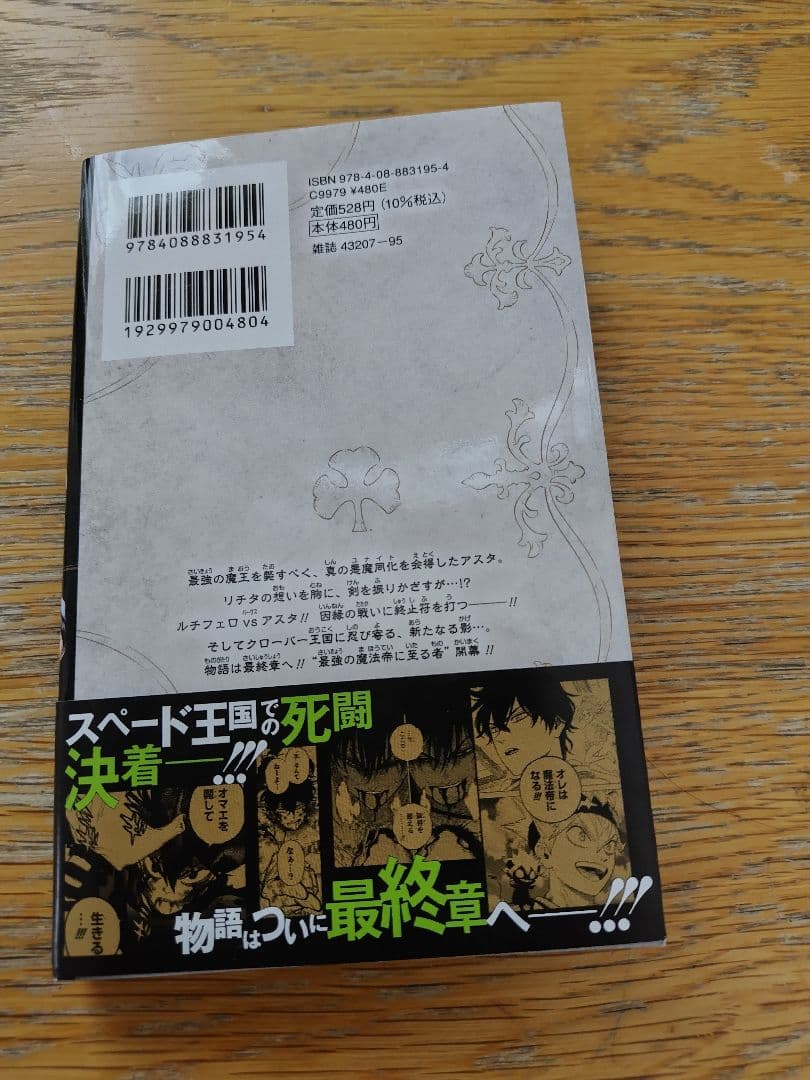 ISBN 978-4-08-883195-4
C9979 ¥480E
定価528円(10%税込)
本体480円
雑誌 43207-95
9784088831954
1929979004804
最強の魔王を斃すべく、真の悪魔同化を会得したアスタ。
リチタの想いを胸に、剣を振りかざすが…!?
ルチフェロ vs アスタ!! 因縁の戦いに終止符を打つ―――!!
そしてクローバー王国に忍び寄る、新たなる影…。
物語は最終章へ!! “最強の魔法帝に至る者”開幕!!
スペード王国での死闘
決着――!!!
オレは
魔法帝に
なる!!!
オマエを
殺して
生きる
…!!!
物語はついに最終章へ――!!!